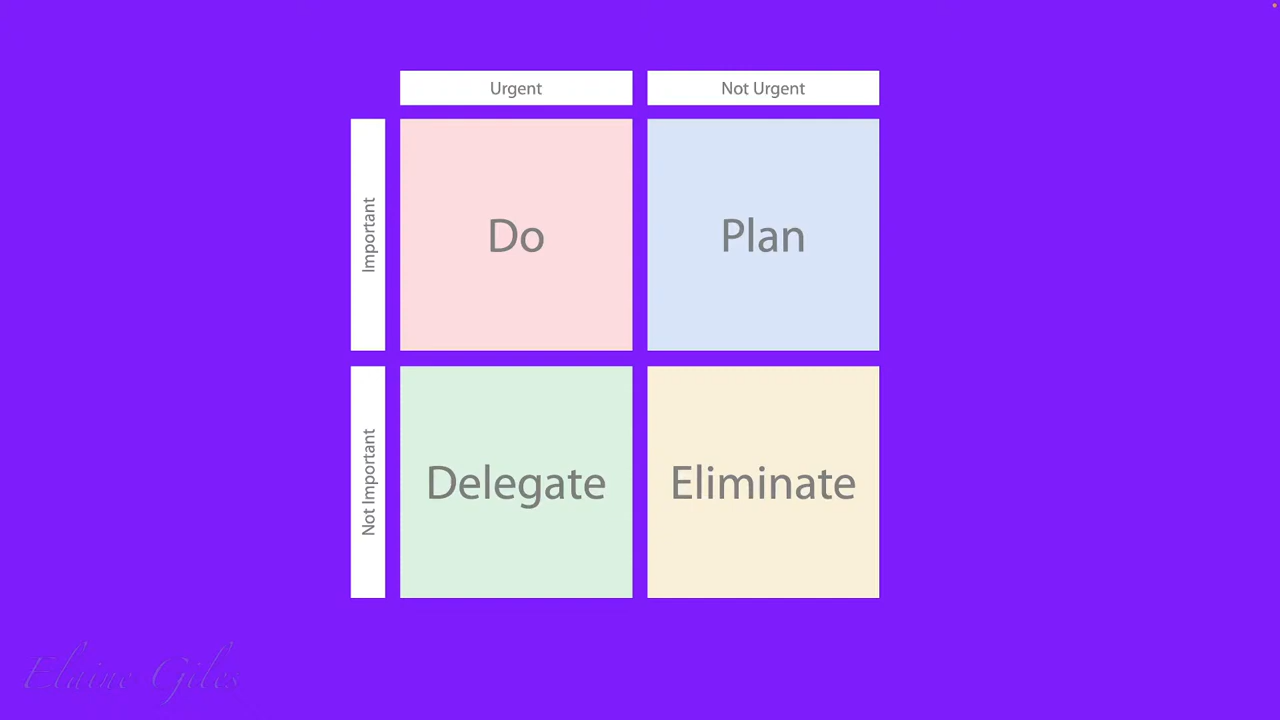 Urgent
Not Urgent
Important
Do
Plan
Not Important
Delegate
Eliminate
Elaine Giles